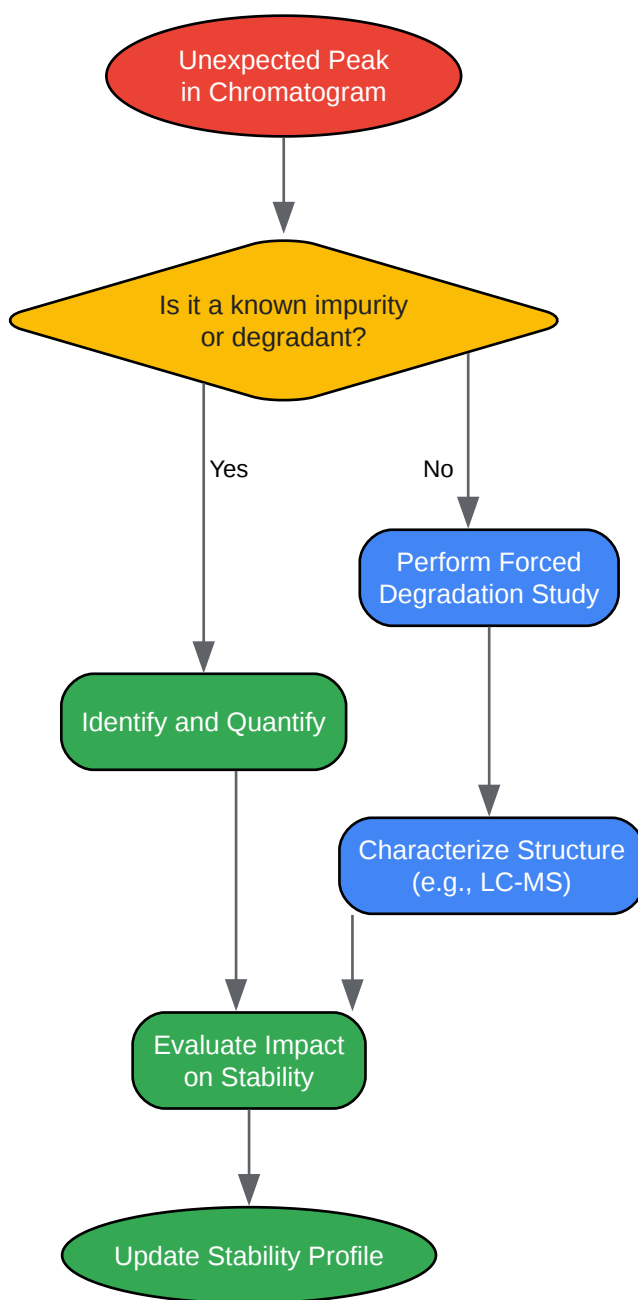 Unexpected Peak
in Chromatogram
Is it a known impurity
or degradant?
Yes
No
Perform Forced
Degradation Study
Identify and Quantify
Characterize Structure
(e.g., LC-MS)
Evaluate Impact
on Stability
Update Stability Profile